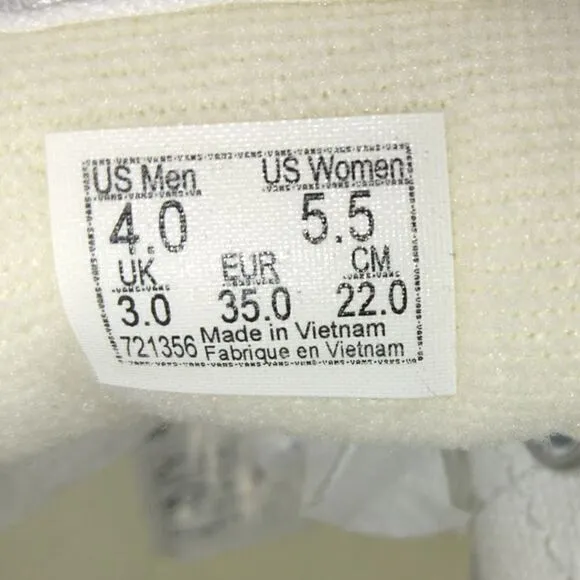 US Men US Women
4.0 5.5
UK EUR CM
3.0 35.0 22.0
721356 Made in Vietnam
Fabrique en Vietnam